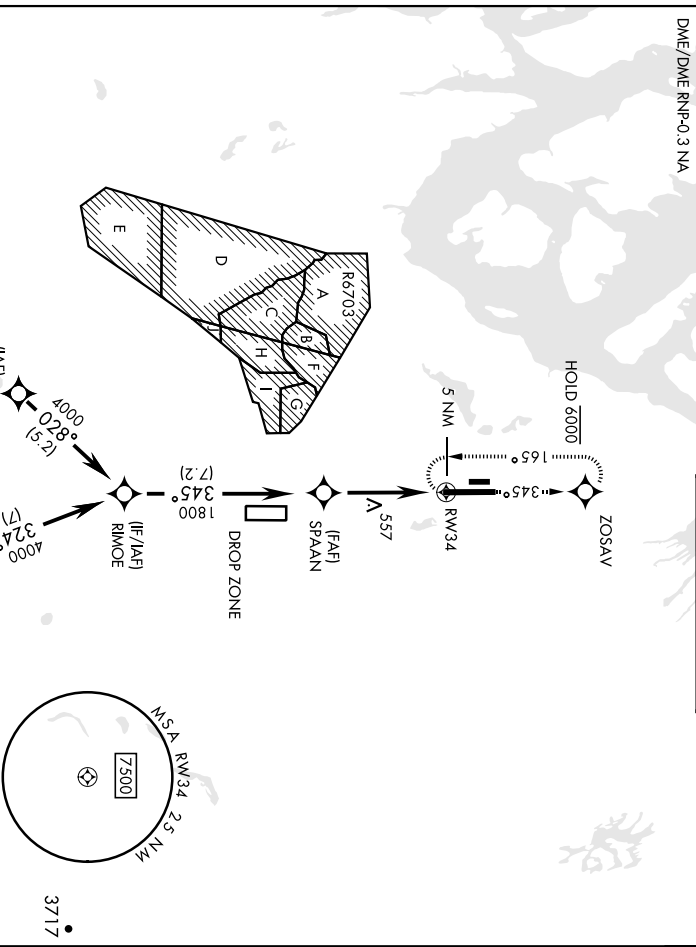 DME/DME RNP-0.3 NA
R6703
A
B
C
D
E
F
G
H
I
J
HOLD 6000
ZOSAV
5 NM
165°
345°
RW34
557
(FAF)
SPAAN
DROP ZONE
1800
345°
(7.2)
(IF/IAF)
RIMOE
4000
028°
(5.2)
(IAF)
4000
324°
(7)
MSA RW34 25 NM
7500
3717